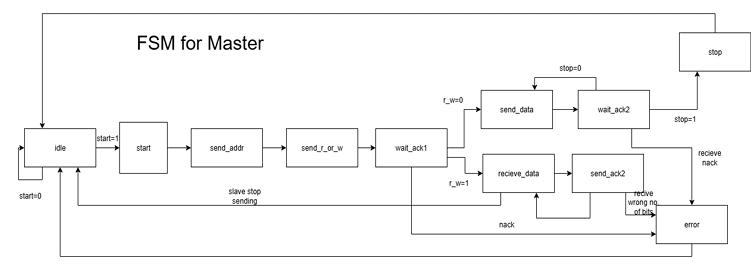 FSM for Master
stop
stop=0
r_w=0
send_data
wait_ack2
stop=1
start=1
idle
start
send_addr
send_r_or_w
wait_ack1
recieve
nack
recieve_data
send_ack2
r_w=1
start=0
slave stop
sending
recive
wrong no.
of bits
nack
error